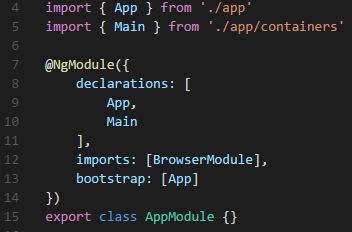 4 import { App } from './app'
5 import { Main } from './app/containers'
6
7 @NgModule({
8     declarations: [
9         App,
10         Main
11     ],
12     imports: [BrowserModule],
13     bootstrap: [App]
14 })
15 export class AppModule {}